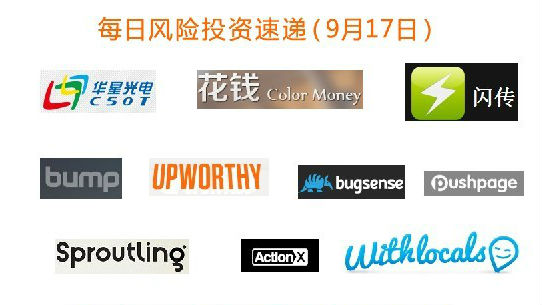 每日风险投资速递(9月17日)
华星光电
CSOT
花钱 Color Money
闪传
bump
UPWORTHY
bugsense
pushpage
Sproutling
ActionX
Withlocals